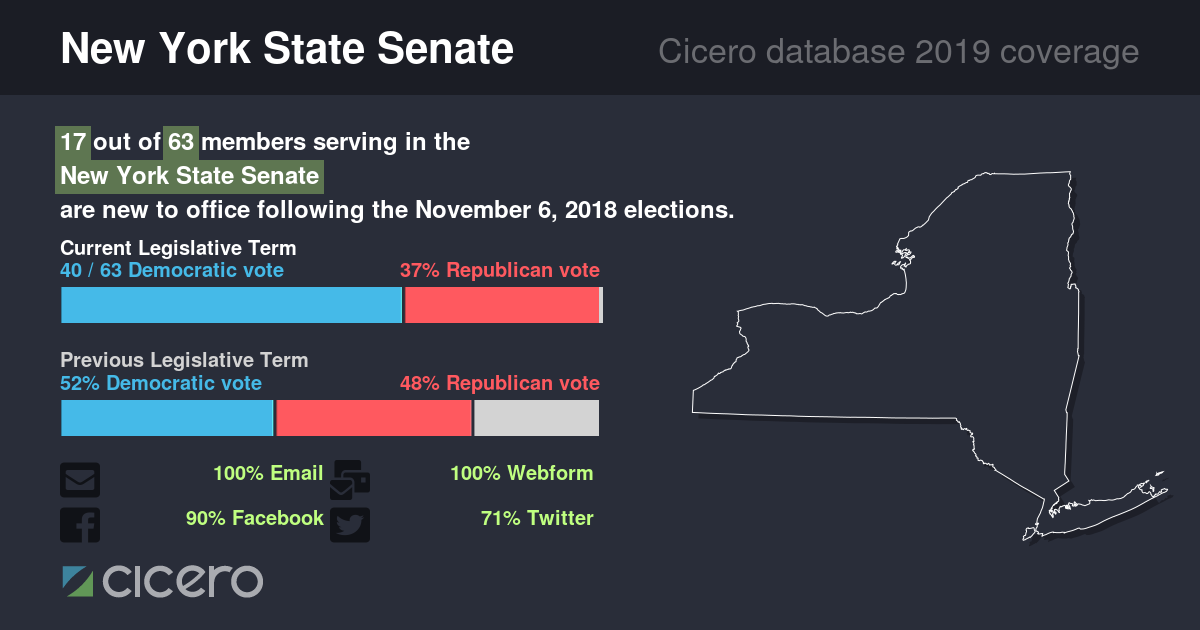 New York State Senate
Cicero database 2019 coverage
17 out of 63 members serving in the
New York State Senate
are new to office following the November 6, 2018 elections.
Current Legislative Term
40 / 63 Democratic vote
37% Republican vote
Previous Legislative Term
52% Democratic vote
48% Republican vote
100% Email
100% Webform
90% Facebook
71% Twitter
cicero